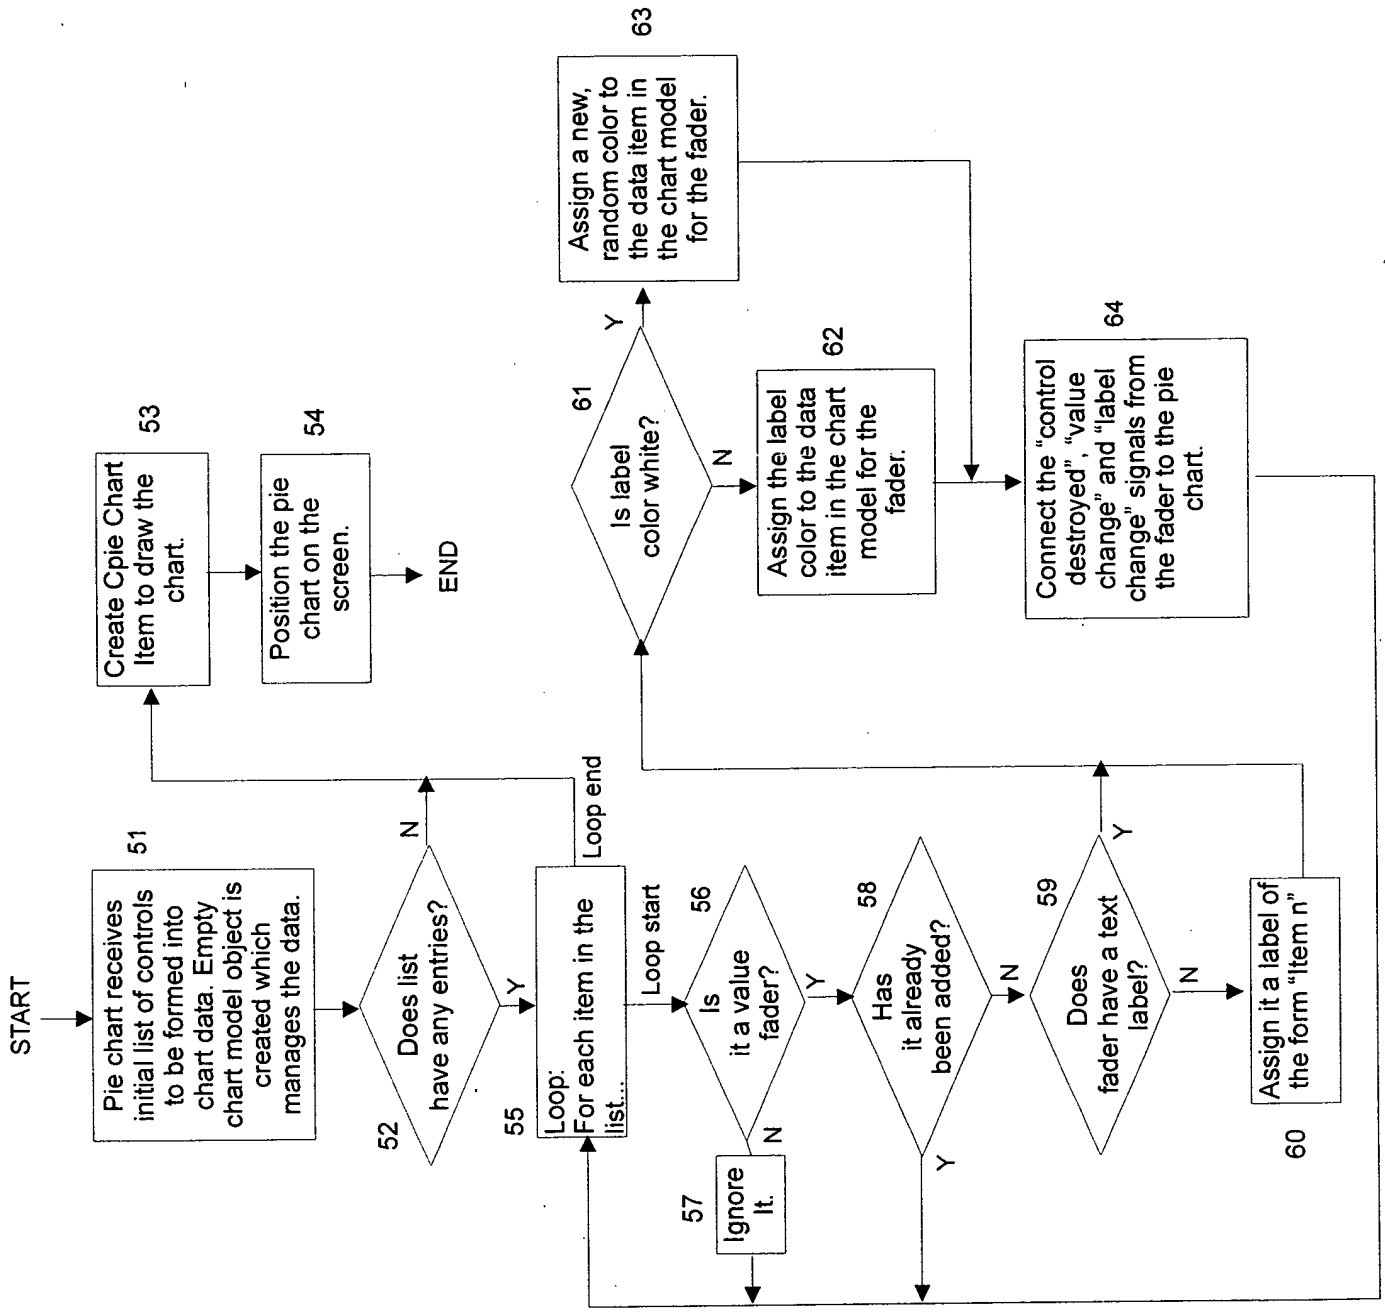 START
51
Pie chart receives
initial list of controls
to be formed into
chart data. Empty
chart model object is
created which
manages the data.
52
Does list
have any entries?
N
Y
53
Create Cpie Chart
Item to draw the
chart.
54
Position the pie
chart on the
screen.
END
55
Loop:
For each item in the
list...
Loop end
Loop start
56
Is
it a value
fader?
N
Y
57
Ignore
It.
58
Has
it already
been added?
Y
N
59
Does
fader have a text
label?
Y
N
60
Assign it a label of
the form “Item n”
61
Is label
color white?
Y
N
62
Assign the label
color to the data
item in the chart
model for the
fader.
63
Assign a new,
random color to
the data item in
the chart model
for the fader.
64
Connect the “control
destroyed”, “value
change” and “label
change” signals from
the fader to the pie
chart.